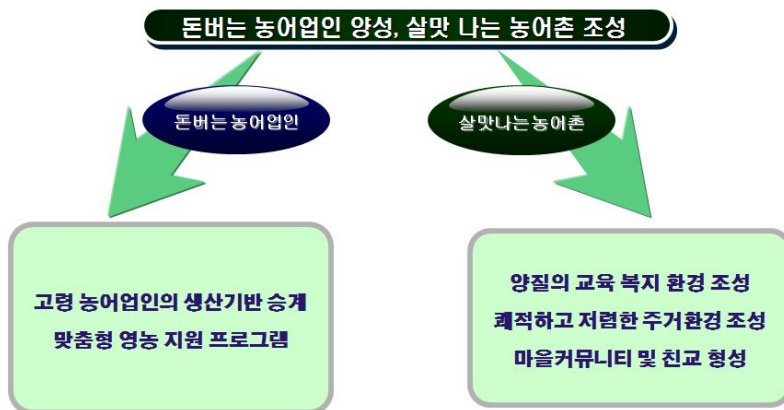 돈버는 농어업인 양성, 살맛 나는 농어촌 조성
돈버는 농어업인
살맛나는 농어촌
고령 농어업인의 생산기반 승계
맞춤형 영농 지원 프로그램
양질의 교육 복지 환경 조성
쾌적하고 저렴한 주거환경 조성
마을커뮤니티 및 친교 형성